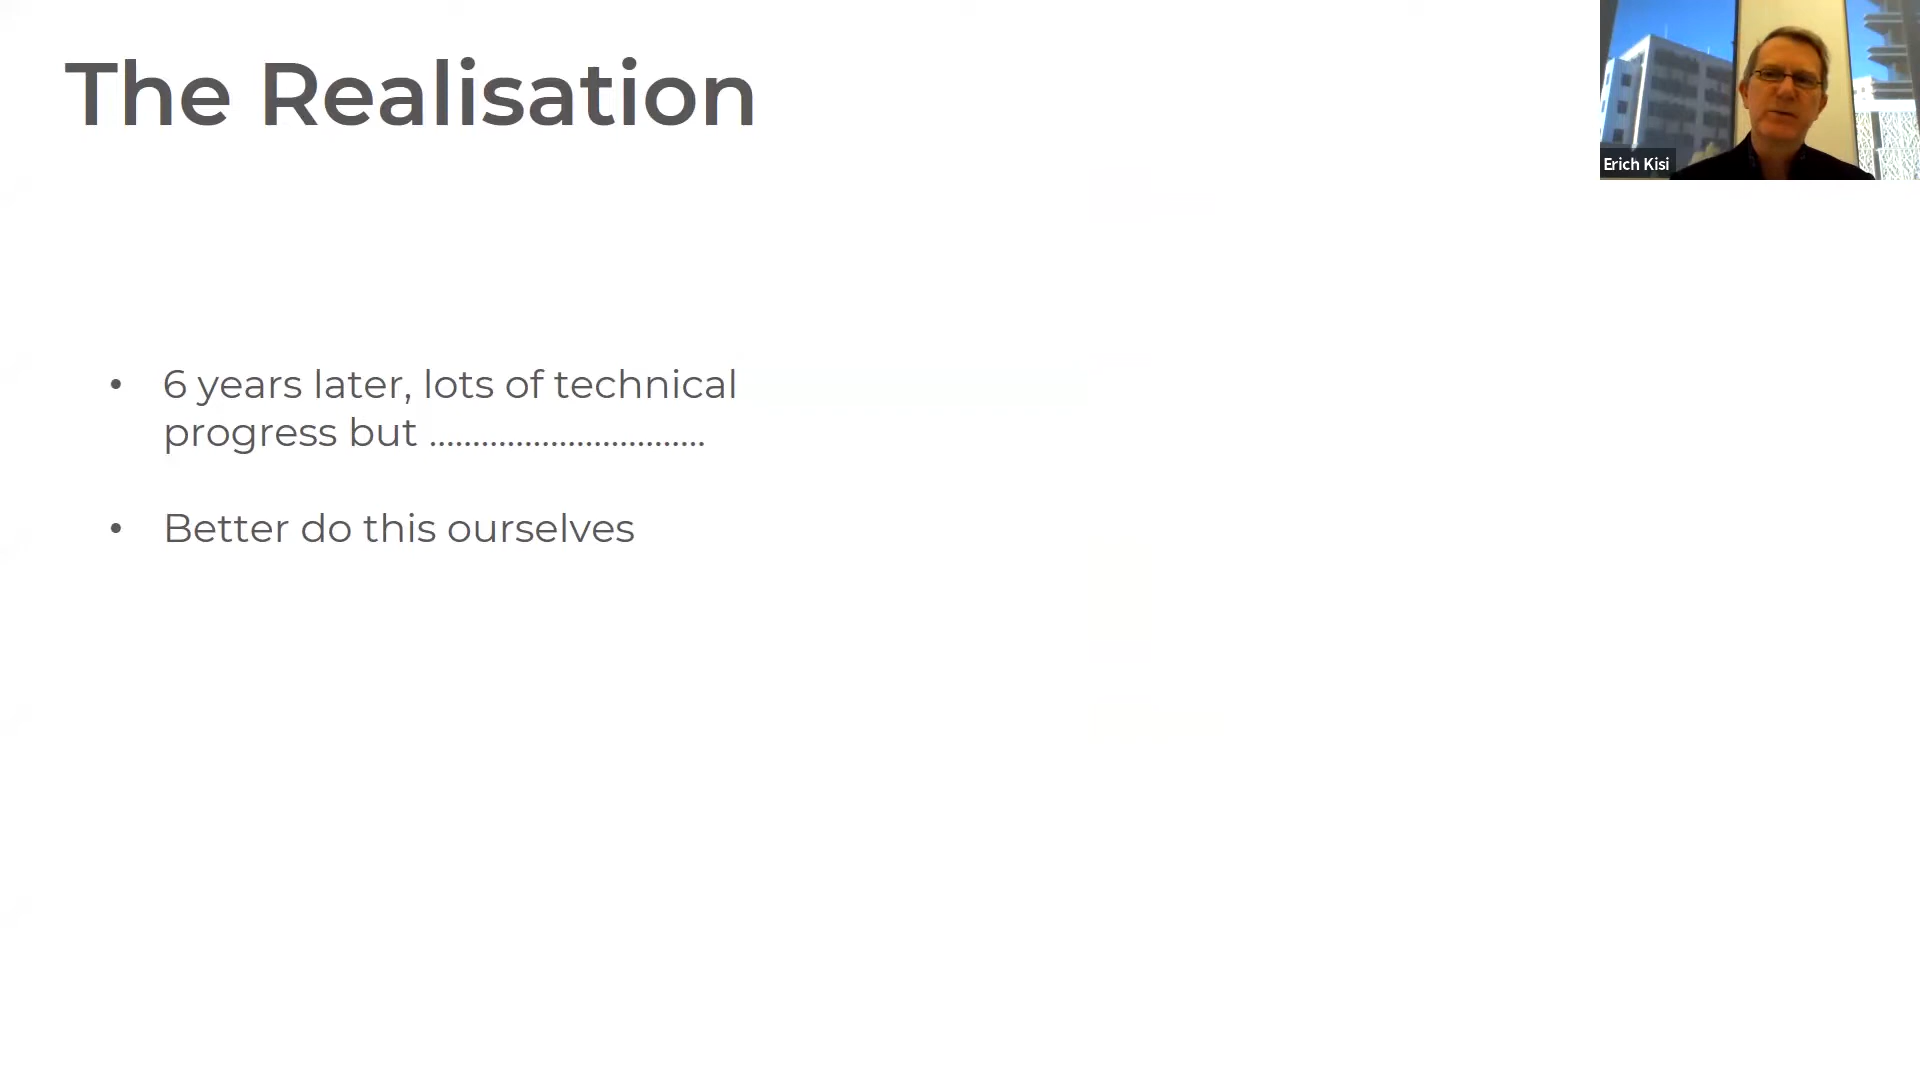 The Realisation
Erich Kisi
• 6 years later, lots of technical
progress but ................................
• Better do this ourselves